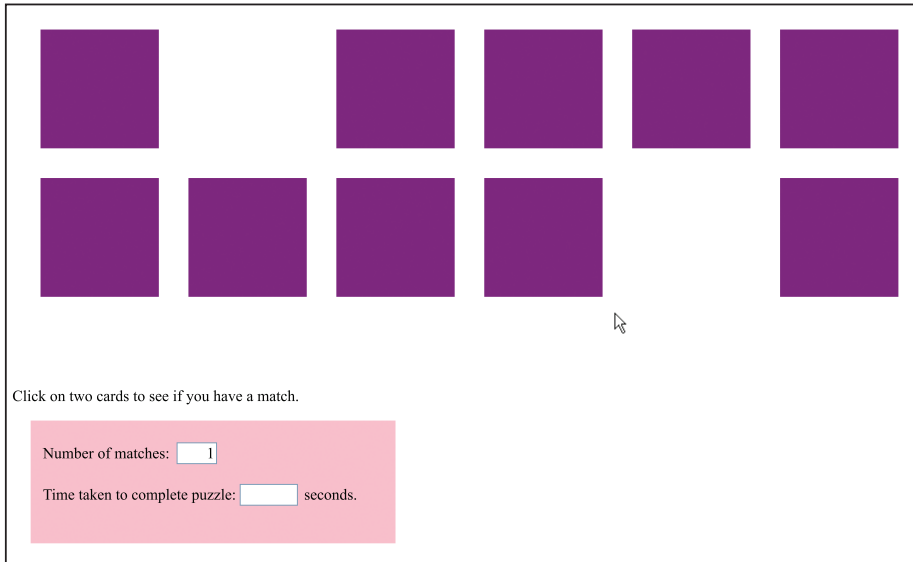 Click on two cards to see if you have a match.
Number of matches: 1
Time taken to complete puzzle: seconds.